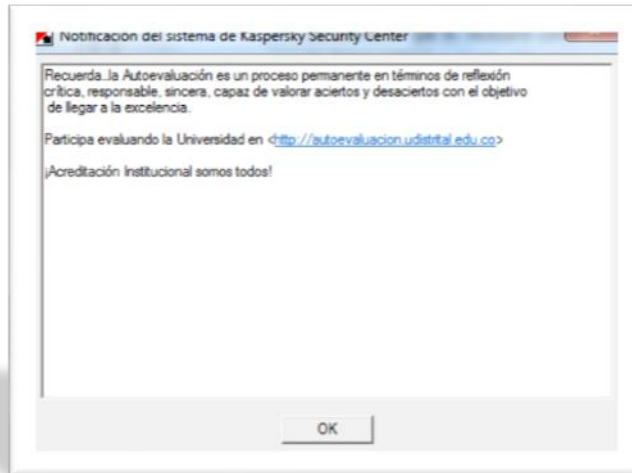 Notificación del sistema de Kaspersky Security Center
Recuerda..la Autoevaluación es un proceso permanente en términos de reflexión
crítica, responsable, sincera, capaz de valorar aciertos y desaciertos con el objetivo
de llegar a la excelencia.
Participa evaluando la Universidad en <http://autoevaluacion.udistrital.edu.co>
¡Acreditación Institucional somos todos!
OK